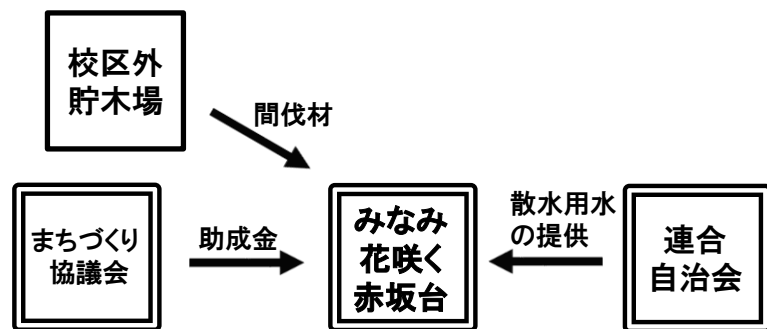 校区外
貯木場
間伐材
まちづくり
協議会
助成金
みなみ
花咲く
赤坂台
散水用水
の提供
連合
自治会